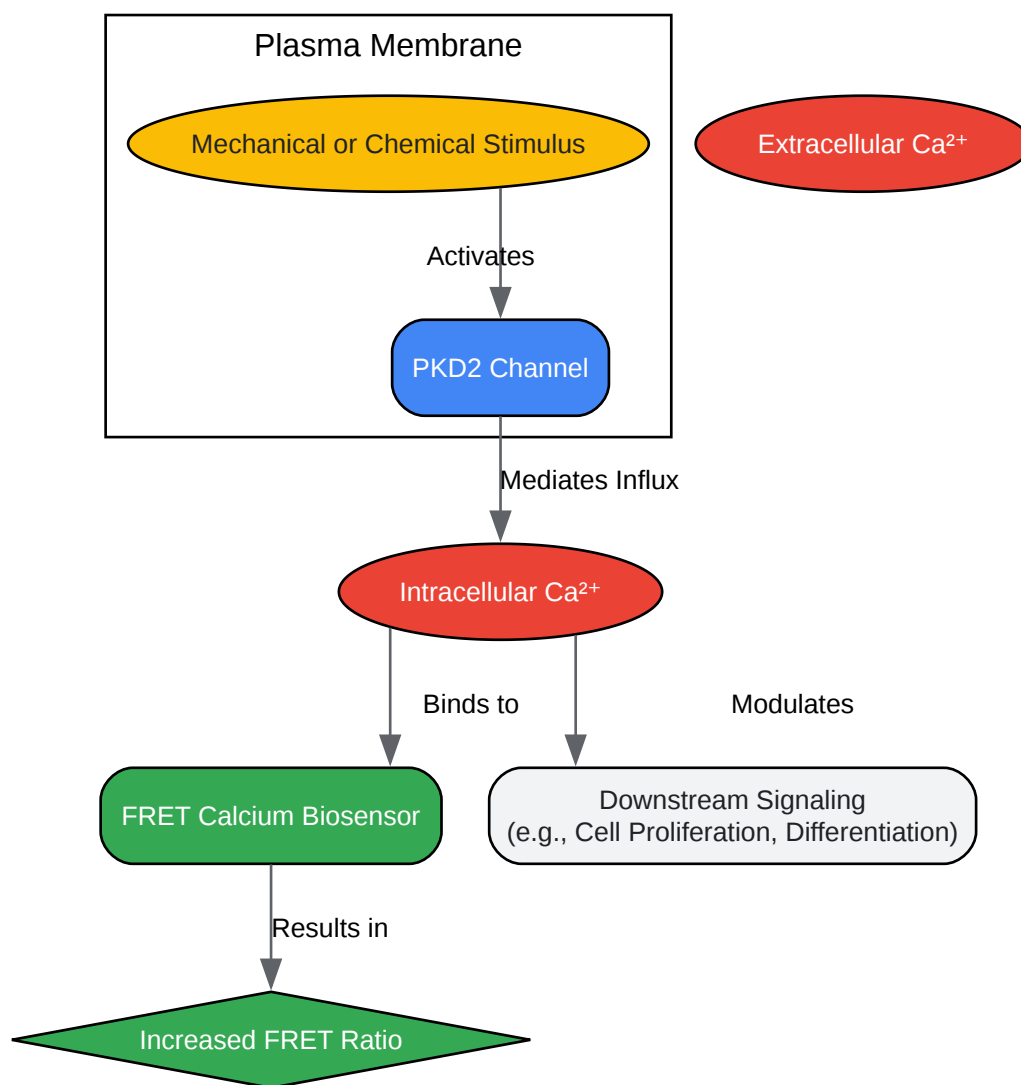 Plasma Membrane
Mechanical or Chemical Stimulus
Extracellular Ca²⁺
Activates
PKD2 Channel
Mediates Influx
Intracellular Ca²⁺
Binds to
Modulates
FRET Calcium Biosensor
Downstream Signaling
(e.g., Cell Proliferation, Differentiation)
Results in
Increased FRET Ratio